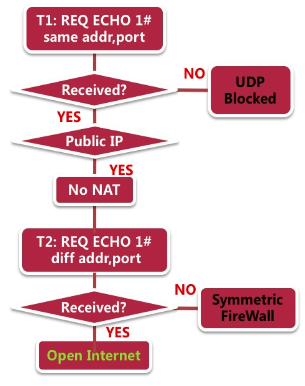 T1: REQ ECHO 1#
same addr,port
Received?
NO
UDP
Blocked
YES
Public IP
YES
No NAT
T2: REQ ECHO 1#
diff addr,port
Received?
NO
Symmetric
FireWall
YES
Open Internet